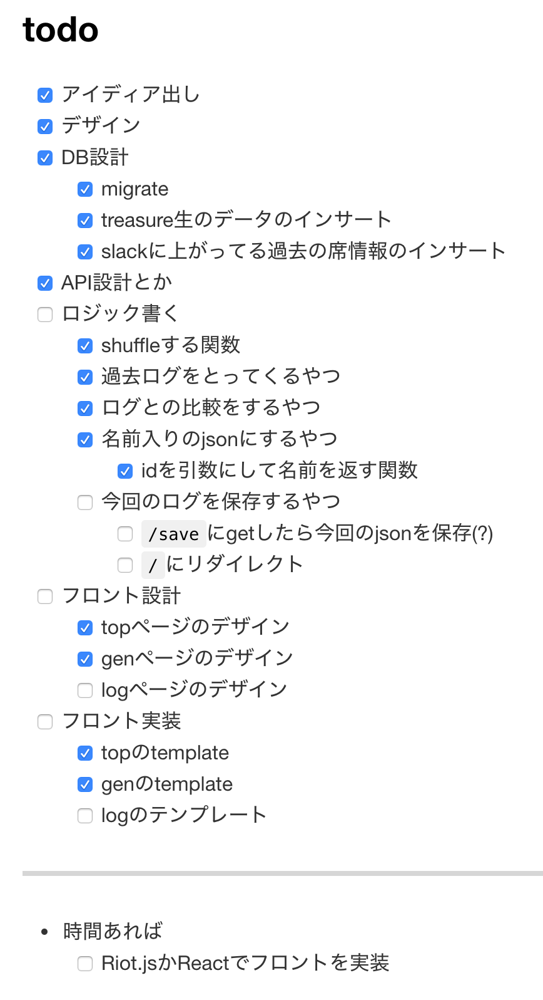 todo
アイディア出し
デザイン
DB設計
migrate
treasure生のデータのインサート
slackに上がってる過去の席情報のインサート
API設計とか
ロジック書く
shuffleする関数
過去ログをとってくるやつ
ログとの比較をするやつ
名前入りのjsonにするやつ
idを引数にして名前を返す関数
今回のログを保存するやつ
/saveにgetしたら今回のjsonを保存(?)
/にリダイレクト
フロント設計
topページのデザイン
genページのデザイン
logページのデザイン
フロント実装
topのtemplate
genのtemplate
logのテンプレート
時間あれば
Riot.jsかReactでフロントを実装